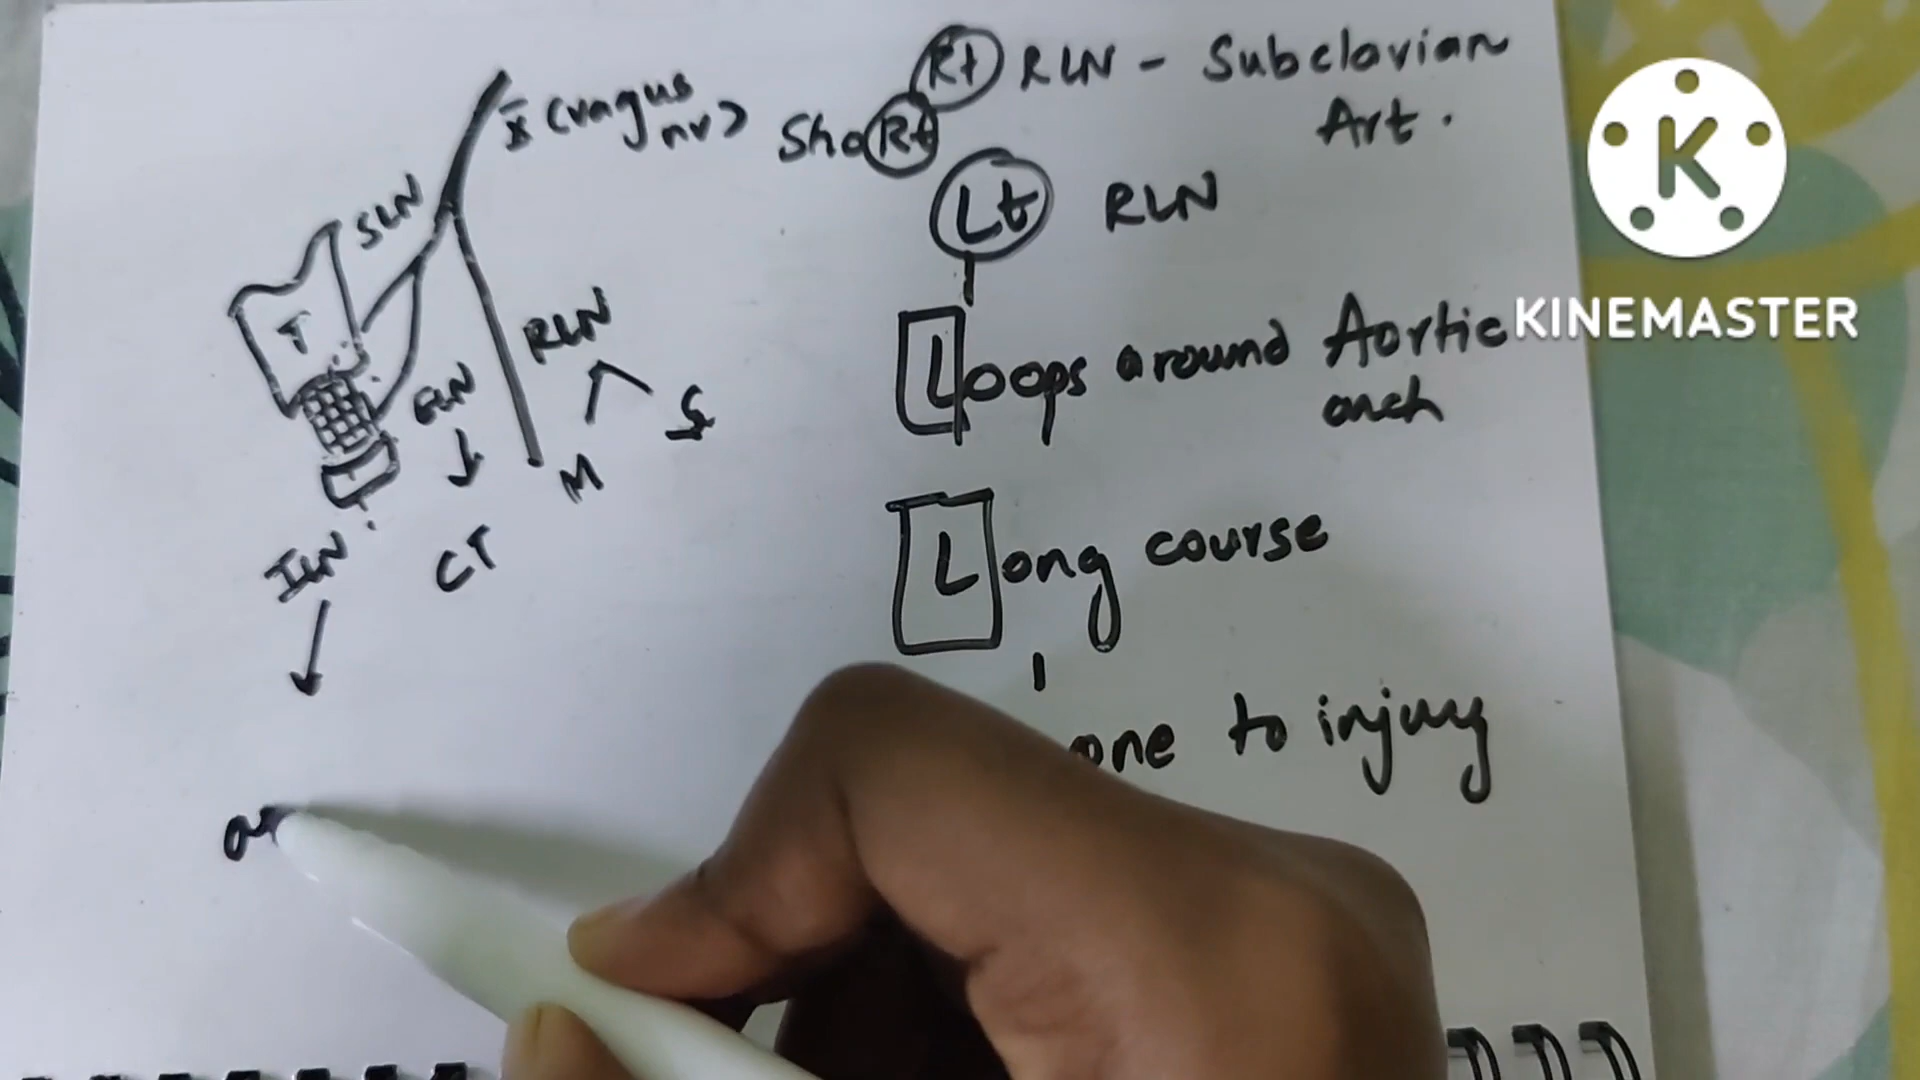 X (vagus
nv)
SLN
T
RLN
ELN
M
S
CT
ILN
Rt RLN - Subclavian
Art.
ShoRt
Lt RLN
Loops around Aortic
arch
Long course
one to injury
K
KINEMASTER